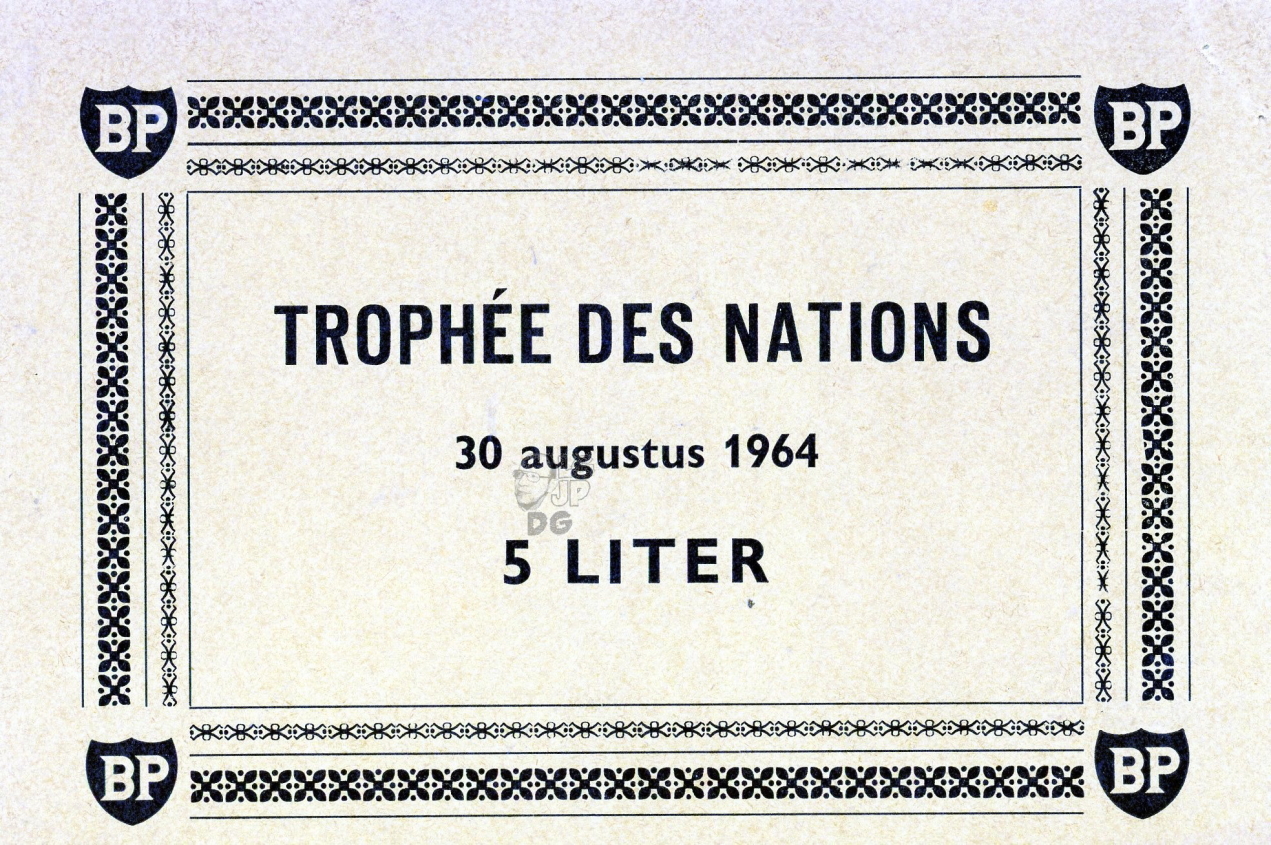 BP BP
TROPHÉE DES NATIONS
30 augustus 1964
JP
DG
5 LITER
BP BP